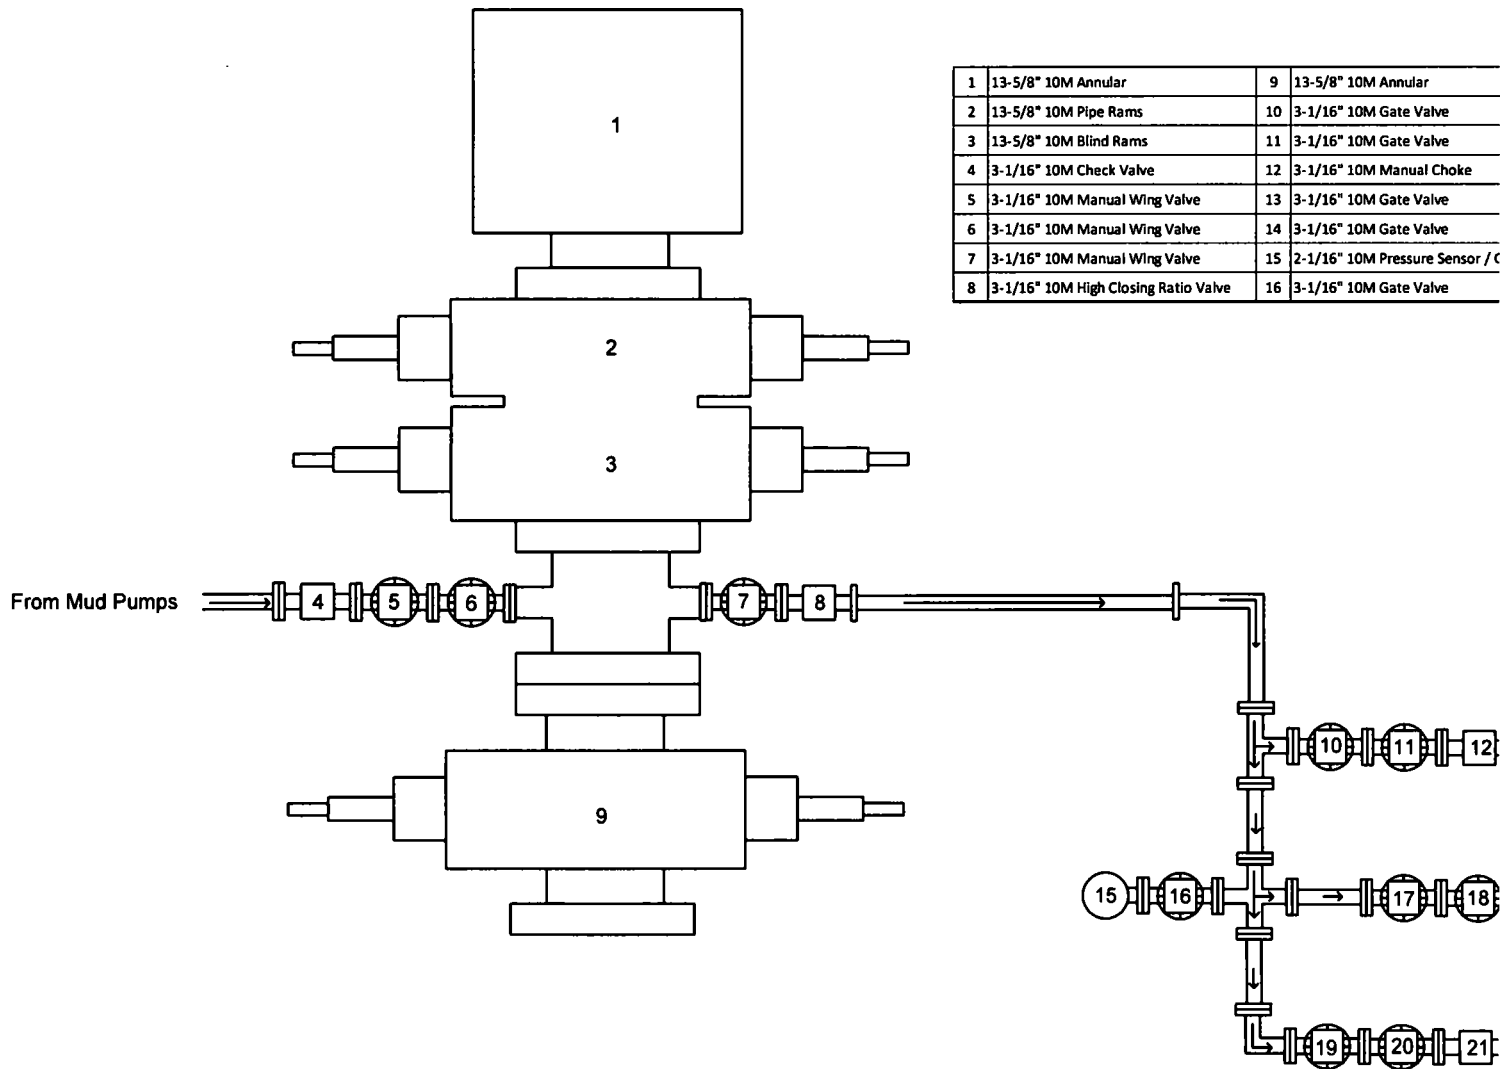 1 13-5/8" 10M Annular 9 13-5/8" 10M Annular
2 13-5/8" 10M Pipe Rams 10 3-1/16" 10M Gate Valve
3 13-5/8" 10M Blind Rams 11 3-1/16" 10M Gate Valve
4 3-1/16" 10M Check Valve 12 3-1/16" 10M Manual Choke
5 3-1/16" 10M Manual Wing Valve 13 3-1/16" 10M Gate Valve
6 3-1/16" 10M Manual Wing Valve 14 3-1/16" 10M Gate Valve
7 3-1/16" 10M Manual Wing Valve 15 2-1/16" 10M Pressure Sensor /
8 3-1/16" 10M High Closing Ratio Valve 16 3-1/16" 10M Gate Valve
1
2
3
From Mud Pumps 4 5 6 7 8
10 11 12
9
15 16 17 18
19 20 21